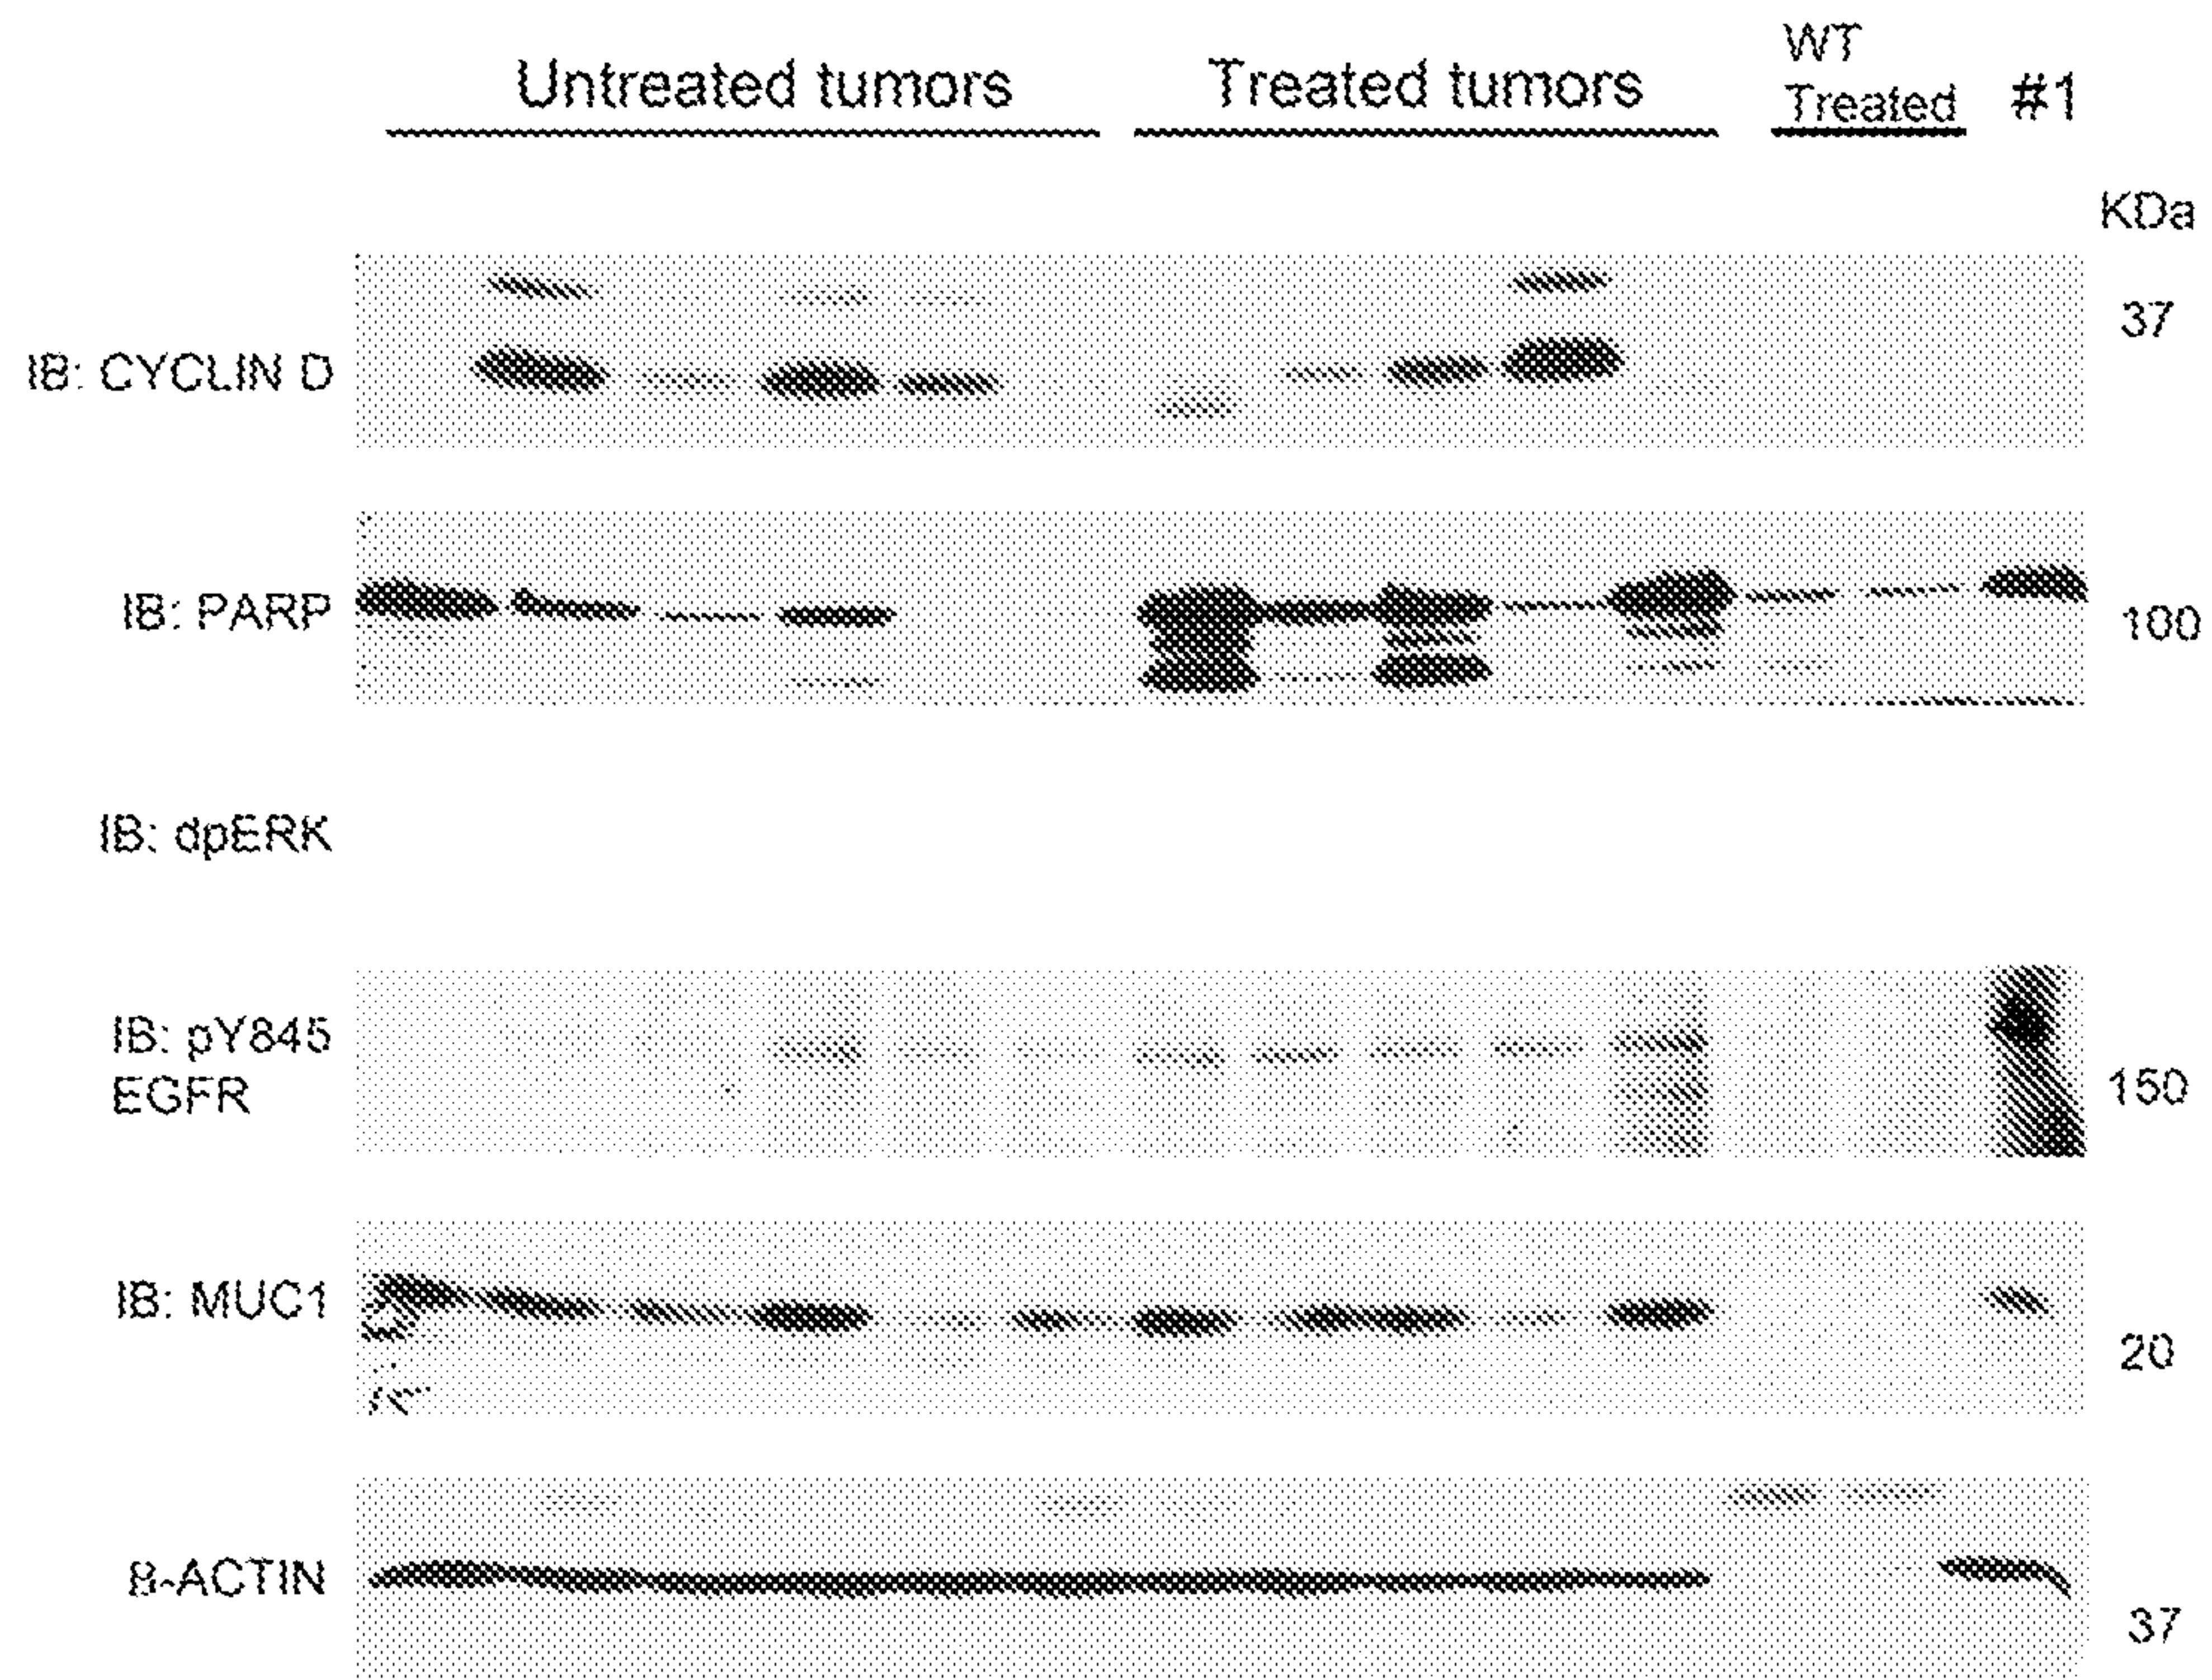 WT
Untreated tumors Treated tumors Treated #1
KDa
37
IB: CYCLIN D
IB: PARP
100
IB: dpERK
IB: pY845
EGFR
150
IB: MUC1
20
B-ACTIN
37